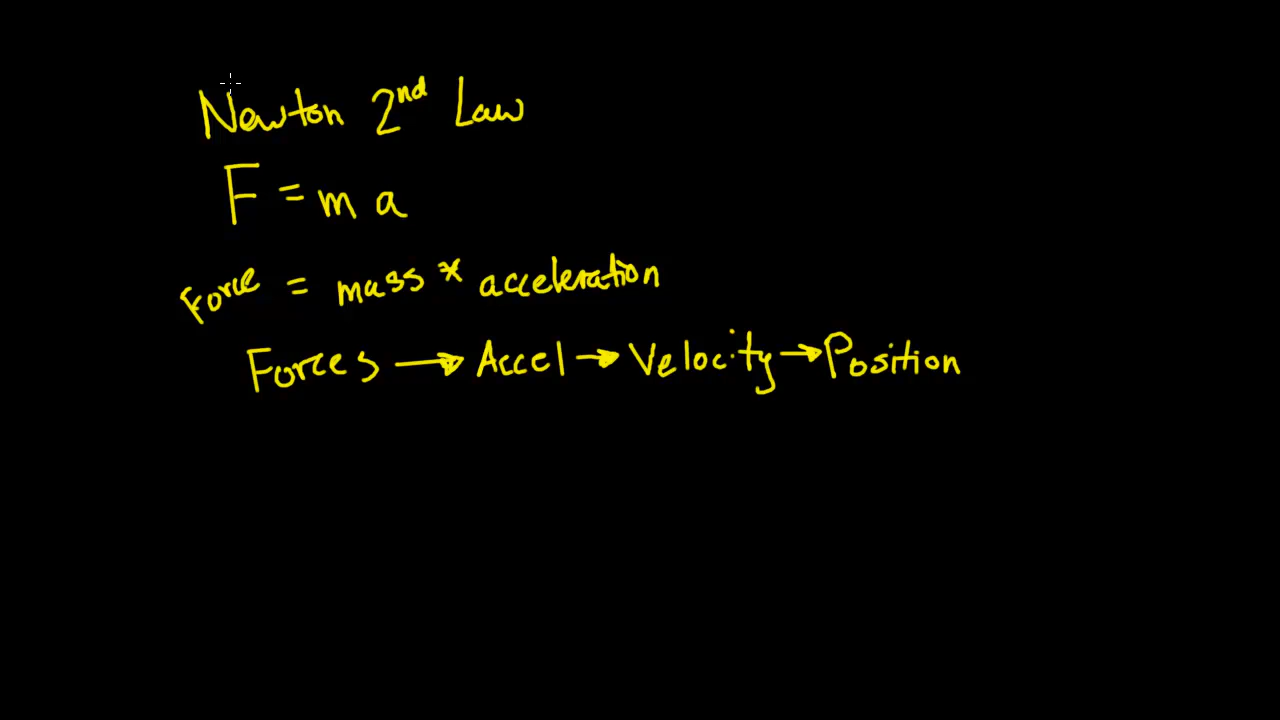 Newton 2nd Law
F = m a
Force = mass * acceleration
Forces → Accel → Velocity → Position